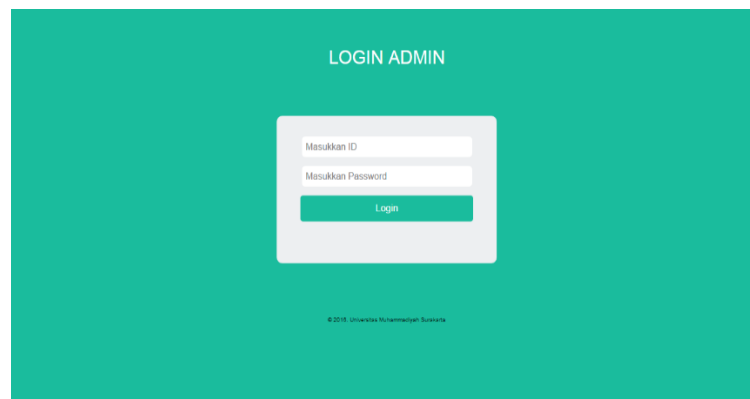 LOGIN ADMIN
Masukkan ID
Masukkan Password
Login
© 2016. Universitas Muhammadiyah Surakarta